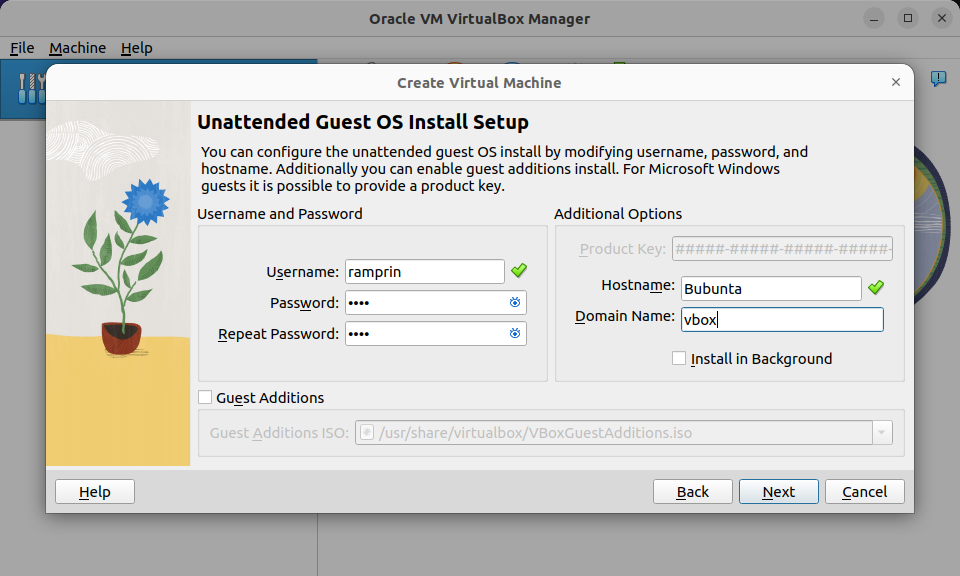 Oracle VM VirtualBox Manager
File Machine Help
Create Virtual Machine
Unattended Guest OS Install Setup
You can configure the unattended guest OS install by modifying username, password, and
hostname. Additionally you can enable guest additions install. For Microsoft Windows
guests it is possible to provide a product key.
Username and Password
Username: ramprin
Password: ••••
Repeat Password: ••••
Additional Options
Product Key: #####-#####-#####-#####-
Hostname: Bubunta
Domain Name: vbox
Install in Background
Guest Additions
Guest Additions ISO: /usr/share/virtualbox/VBoxGuestAdditions.iso
Help Back Next Cancel